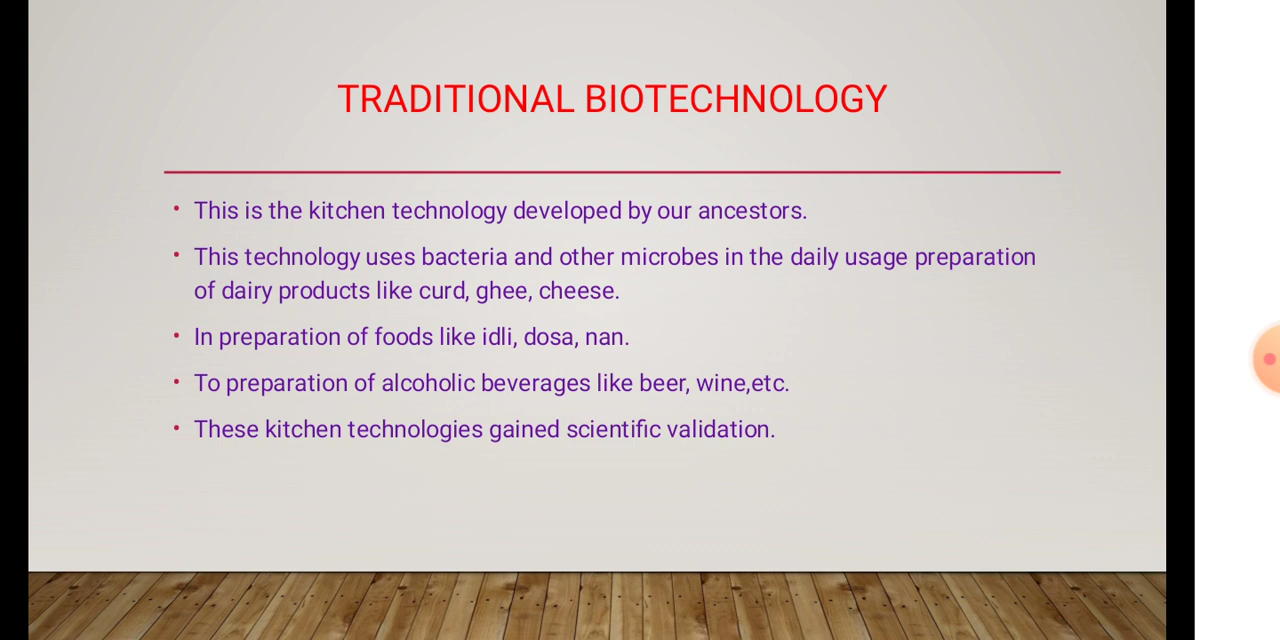 TRADITIONAL BIOTECHNOLOGY
• This is the kitchen technology developed by our ancestors.
• This technology uses bacteria and other microbes in the daily usage preparation
of dairy products like curd, ghee, cheese.
• In preparation of foods like idli, dosa, nan.
• To preparation of alcoholic beverages like beer, wine,etc.
• These kitchen technologies gained scientific validation.